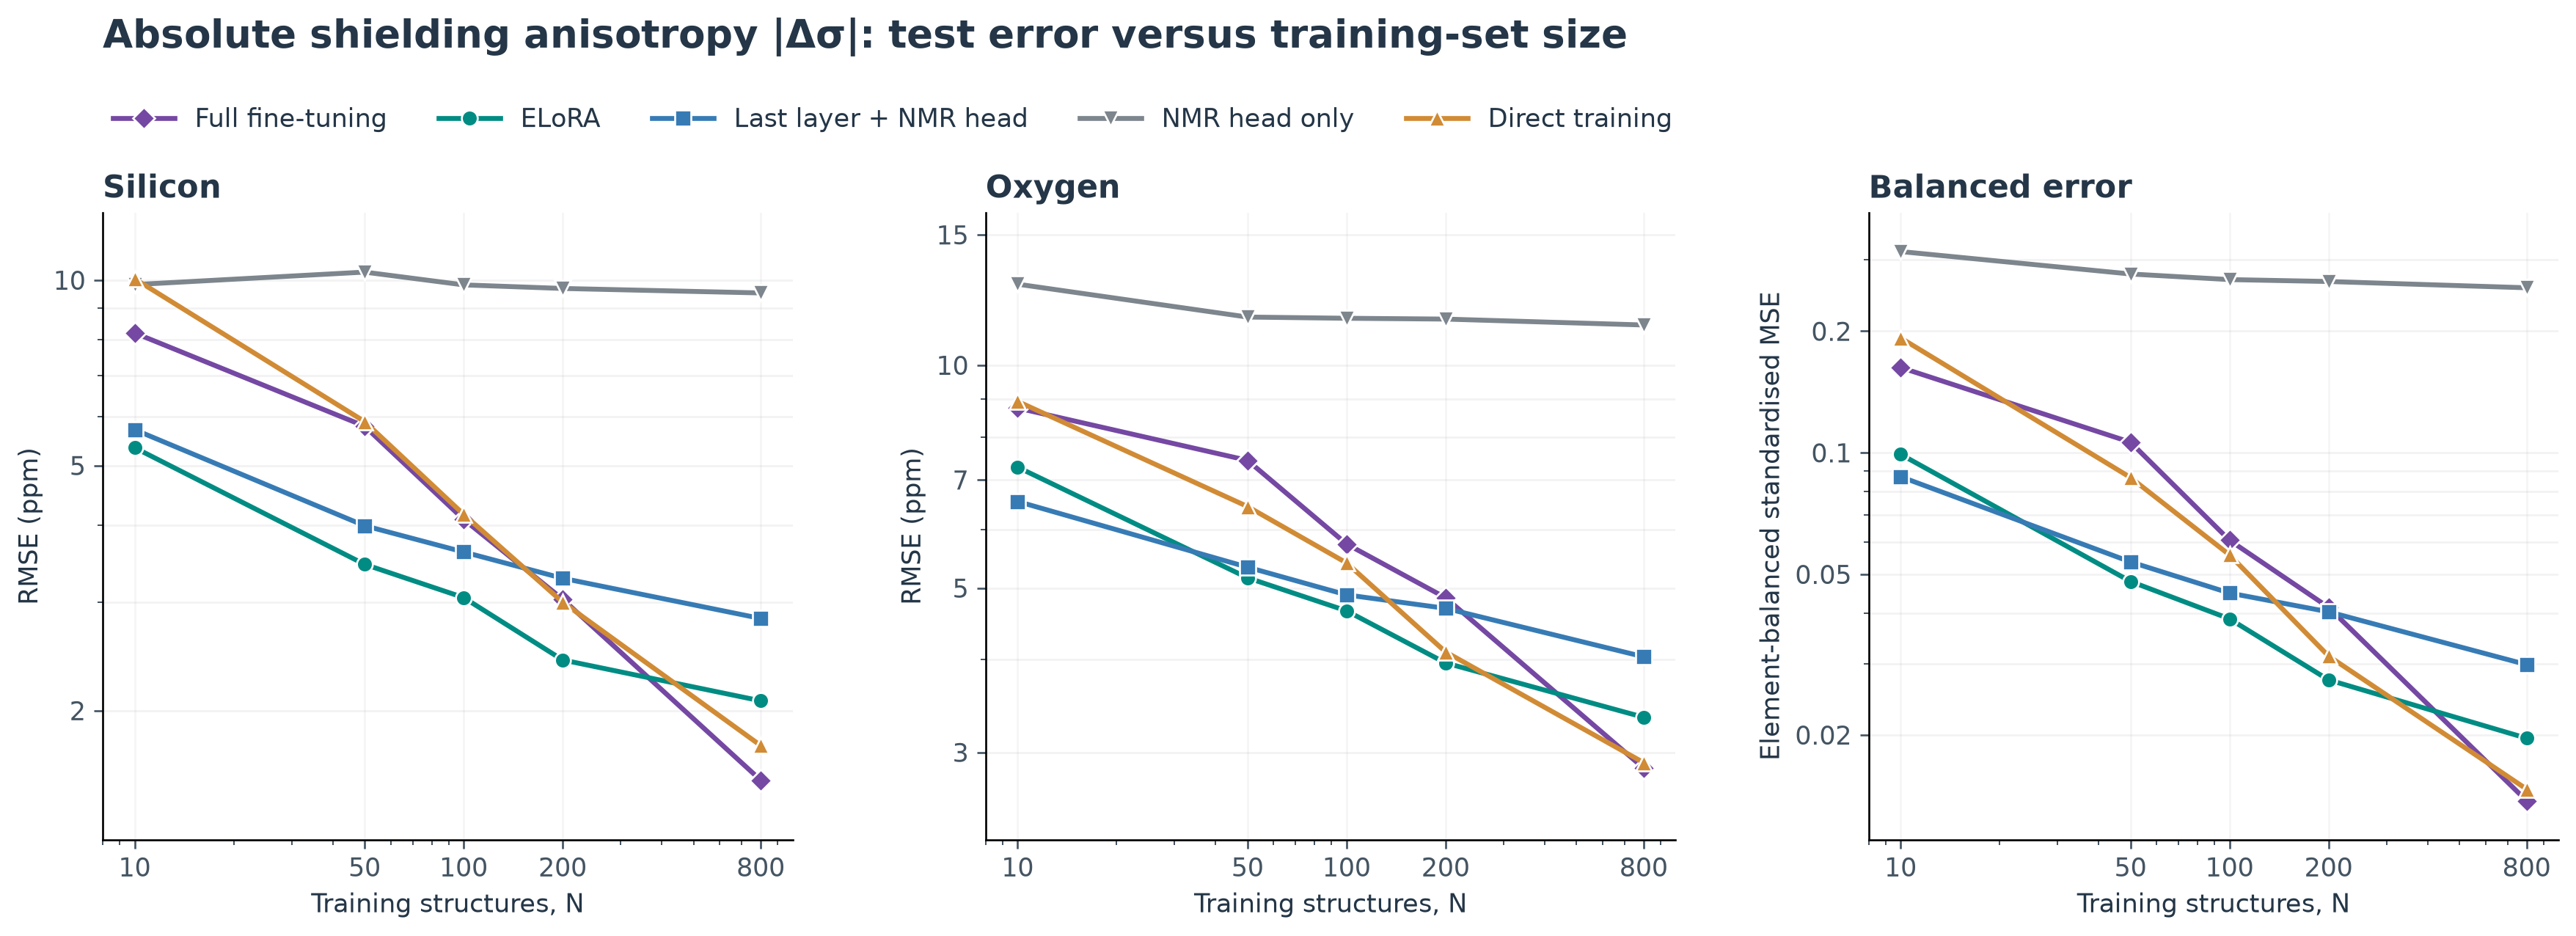 Absolute shielding anisotropy |Δσ|: test error versus training-set size
Full fine-tuning ELoRA Last layer + NMR head NMR head only Direct training
Silicon
RMSE (ppm)
10
5
2
10 50 100 200 800
Training structures, N
Oxygen
RMSE (ppm)
15
10
7
5
3
10 50 100 200 800
Training structures, N
Balanced error
Element-balanced standardised MSE
0.2
0.1
0.05
0.02
10 50 100 200 800
Training structures, N